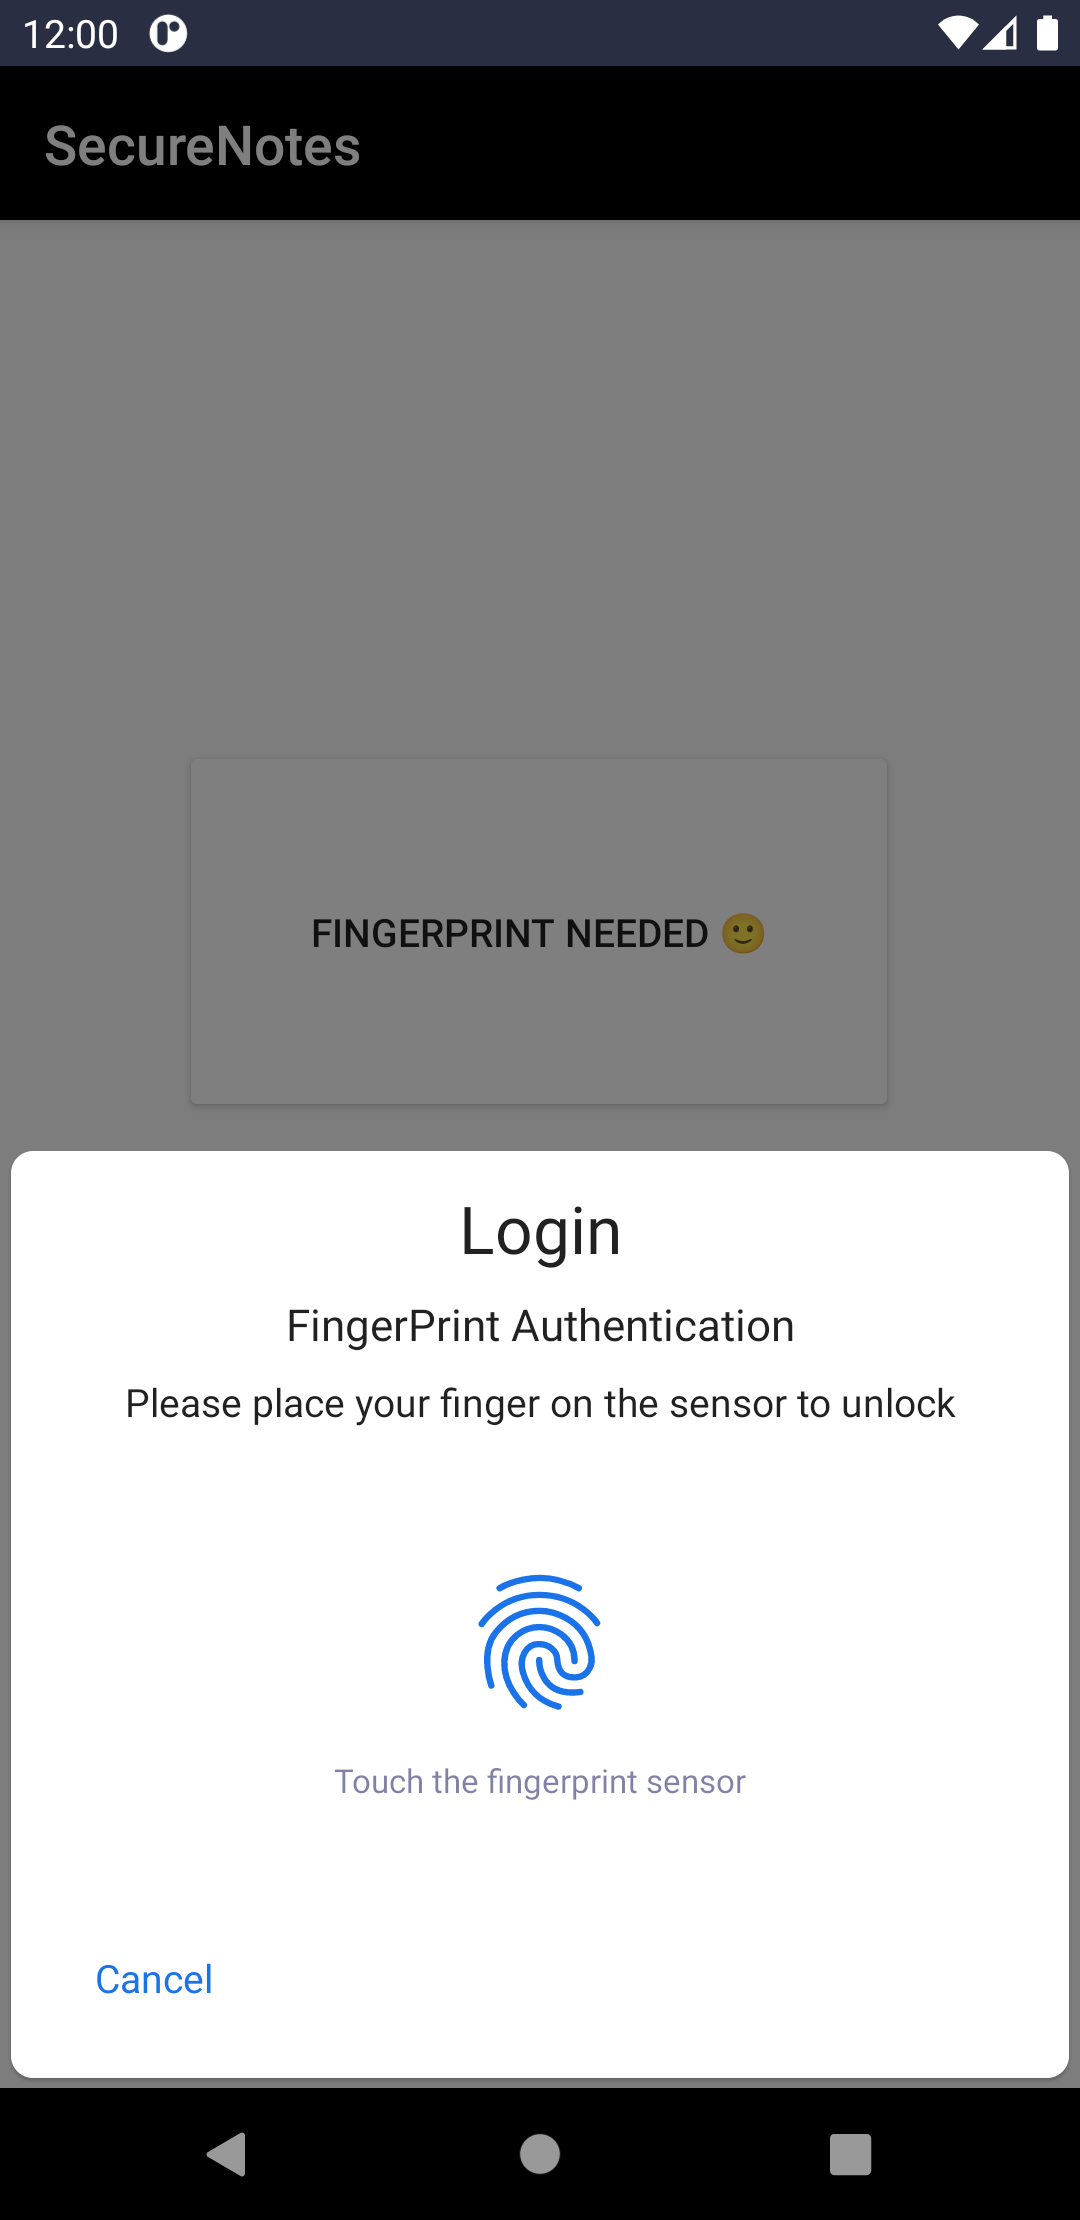 12:00
SecureNotes
FINGERPRINT NEEDED 🙂
Login
FingerPrint Authentication
Please place your finger on the sensor to unlock
Touch the fingerprint sensor
Cancel